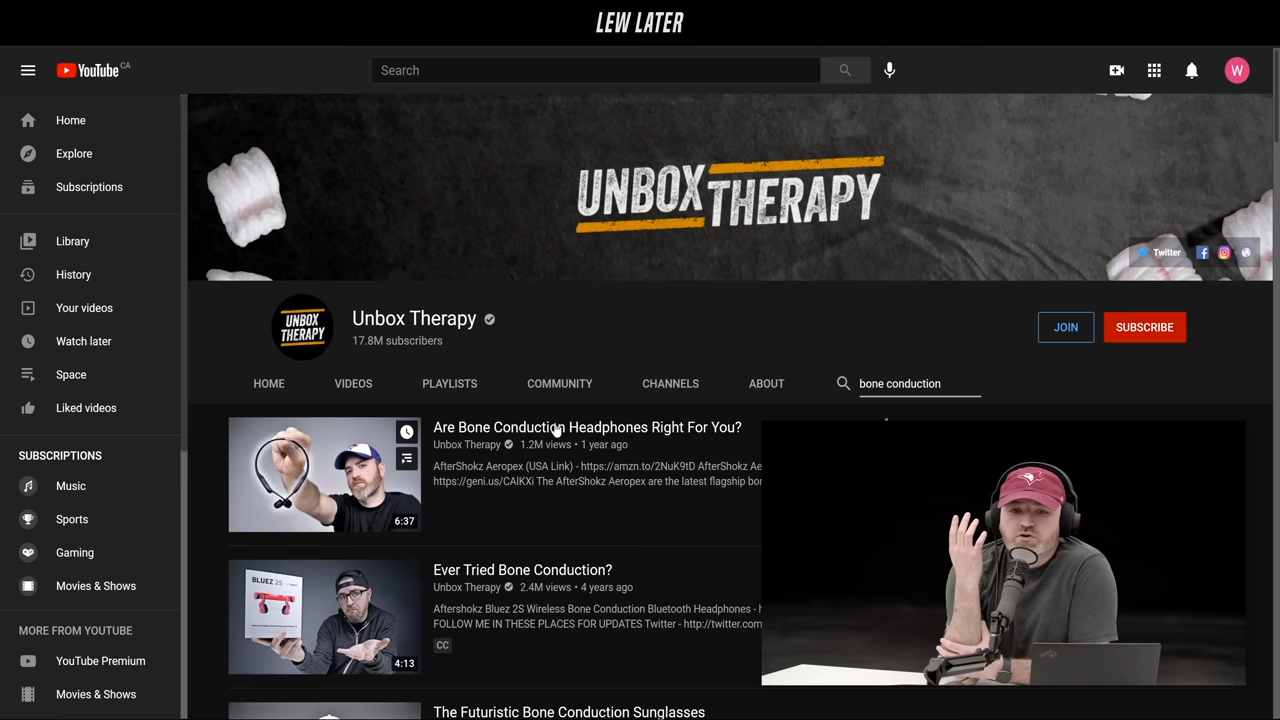 LEW LATER
YouTube CA
Search
W
Home
Explore
Subscriptions
Library
History
Your videos
Watch later
Space
Liked videos
SUBSCRIPTIONS
Music
Sports
Gaming
Movies & Shows
MORE FROM YOUTUBE
YouTube Premium
Movies & Shows
UNBOX THERAPY
Twitter
UNBOX
THERAPY
Unbox Therapy
17.8M subscribers
JOIN
SUBSCRIBE
HOME
VIDEOS
PLAYLISTS
COMMUNITY
CHANNELS
ABOUT
bone conduction
6:37
Are Bone Conduction Headphones Right For You?
Unbox Therapy 1.2M views • 1 year ago
AfterShokz Aeropex (USA Link) - https://amzn.to/2NuK9tD AfterShokz Ae
https://geni.us/CAlKXi The AfterShokz Aeropex are the latest flagship bo
BLUEZ 2S
4:13
Ever Tried Bone Conduction?
Unbox Therapy 2.4M views • 4 years ago
Aftershokz Bluez 2S Wireless Bone Conduction Bluetooth Headphones -
FOLLOW ME IN THESE PLACES FOR UPDATES Twitter - http://twitter.com
CC
The Futuristic Bone Conduction Sunglasses